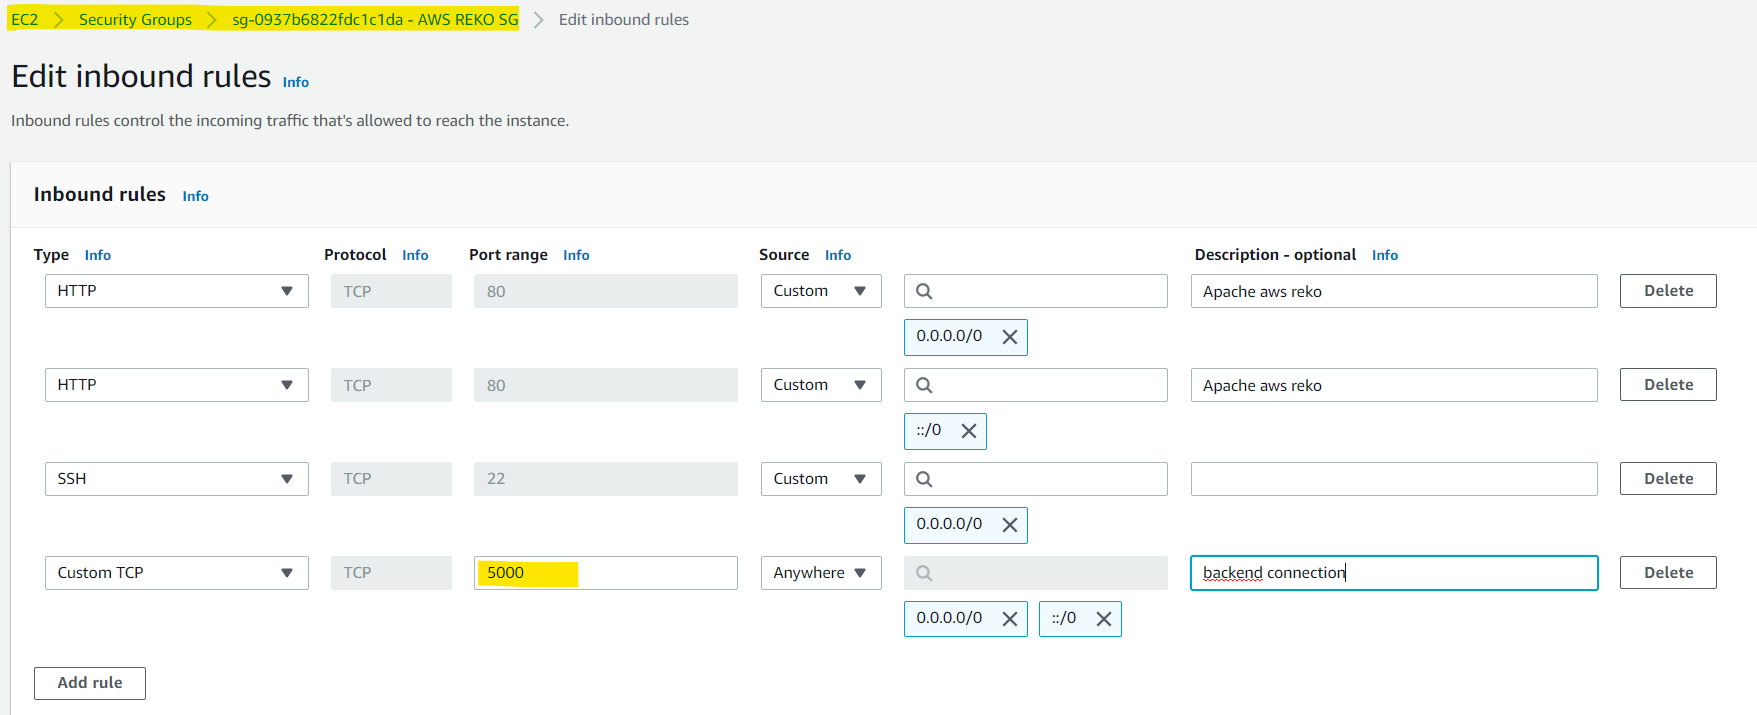 EC2 > Security Groups > sg-0937b6822fdc1c1da - AWS REKO SG > Edit inbound rules
Edit inbound rules Info
Inbound rules control the incoming traffic that's allowed to reach the instance.
Inbound rules Info
Type Info Protocol Info Port range Info Source Info Description - optional Info
HTTP TCP 80 Custom Apache aws reko Delete
0.0.0.0/0
HTTP TCP 80 Custom Apache aws reko Delete
::/0
SSH TCP 22 Custom Delete
0.0.0.0/0
Custom TCP TCP 5000 Anywhere backend connection Delete
0.0.0.0/0 ::/0
Add rule